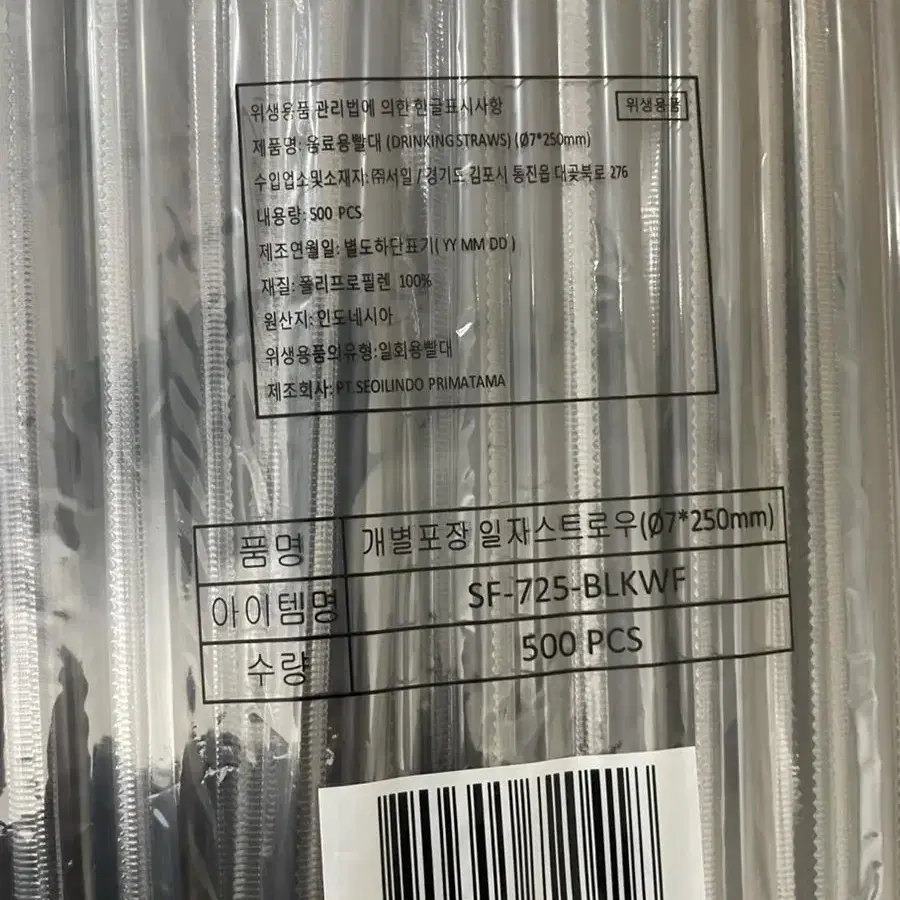 위생용품 관리법에 의한 한글표시사항
위생용품
제품명: 음료용빨대 (DRINKING STRAWS) (Ø7*250mm)
수입업소및소재자: ㈜서일 / 경기도 김포시 통진읍 대곶북로 276
내용량: 500 PCS
제조연월일: 별도하단표기( YY MM DD )
재질: 폴리프로필렌 100%
원산지: 인도네시아
위생용품의유형:일회용빨대
제조회사: PT.SEOILINDO PRIMATAMA
품명 개별포장 일자스트로우(Ø7*250mm)
아이템명 SF-725-BLKWF
수량 500 PCS